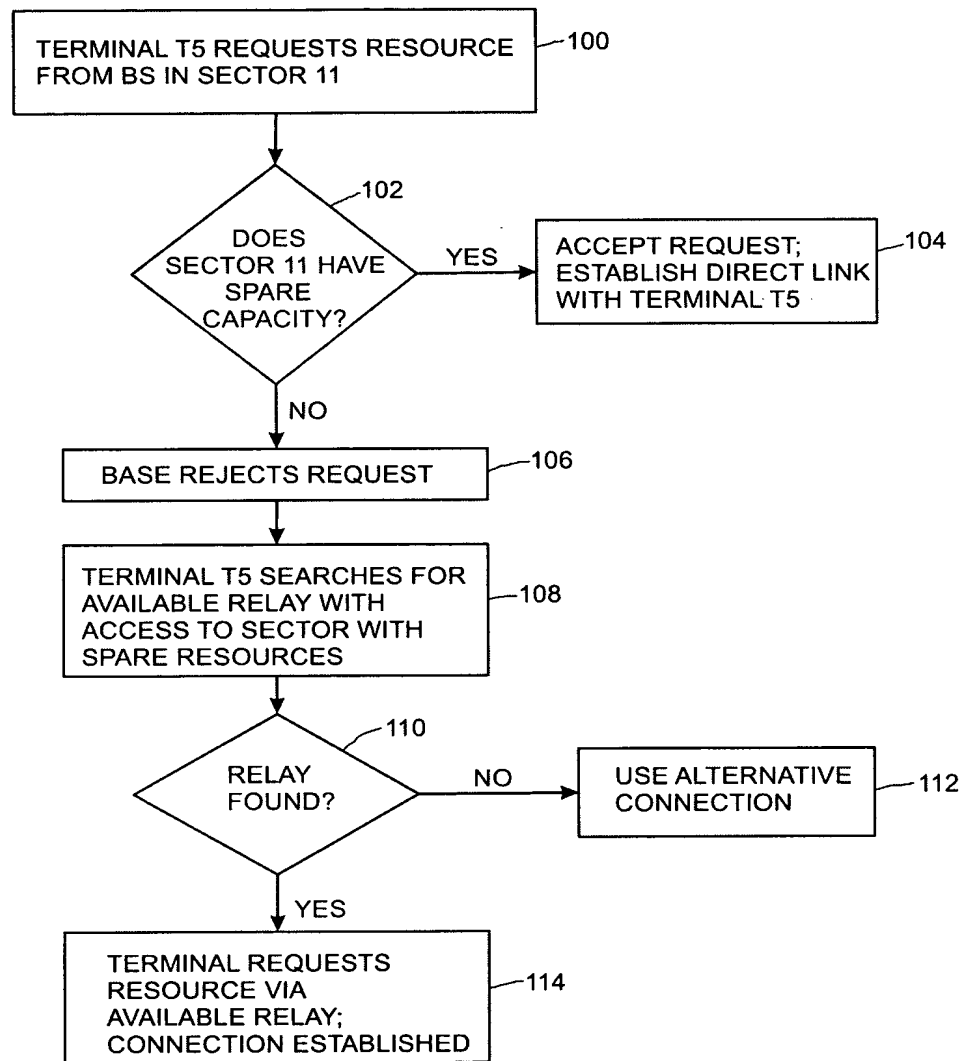 TERMINAL T5 REQUESTS RESOURCE
FROM BS IN SECTOR 11
100
102
DOES
SECTOR 11 HAVE
SPARE
CAPACITY?
YES
ACCEPT REQUEST;
ESTABLISH DIRECT LINK
WITH TERMINAL T5
104
NO
BASE REJECTS REQUEST
106
TERMINAL T5 SEARCHES FOR
AVAILABLE RELAY WITH
ACCESS TO SECTOR WITH
SPARE RESOURCES
108
110
RELAY
FOUND?
NO
USE ALTERNATIVE
CONNECTION
112
YES
TERMINAL REQUESTS
RESOURCE VIA
AVAILABLE RELAY;
CONNECTION ESTABLISHED
114